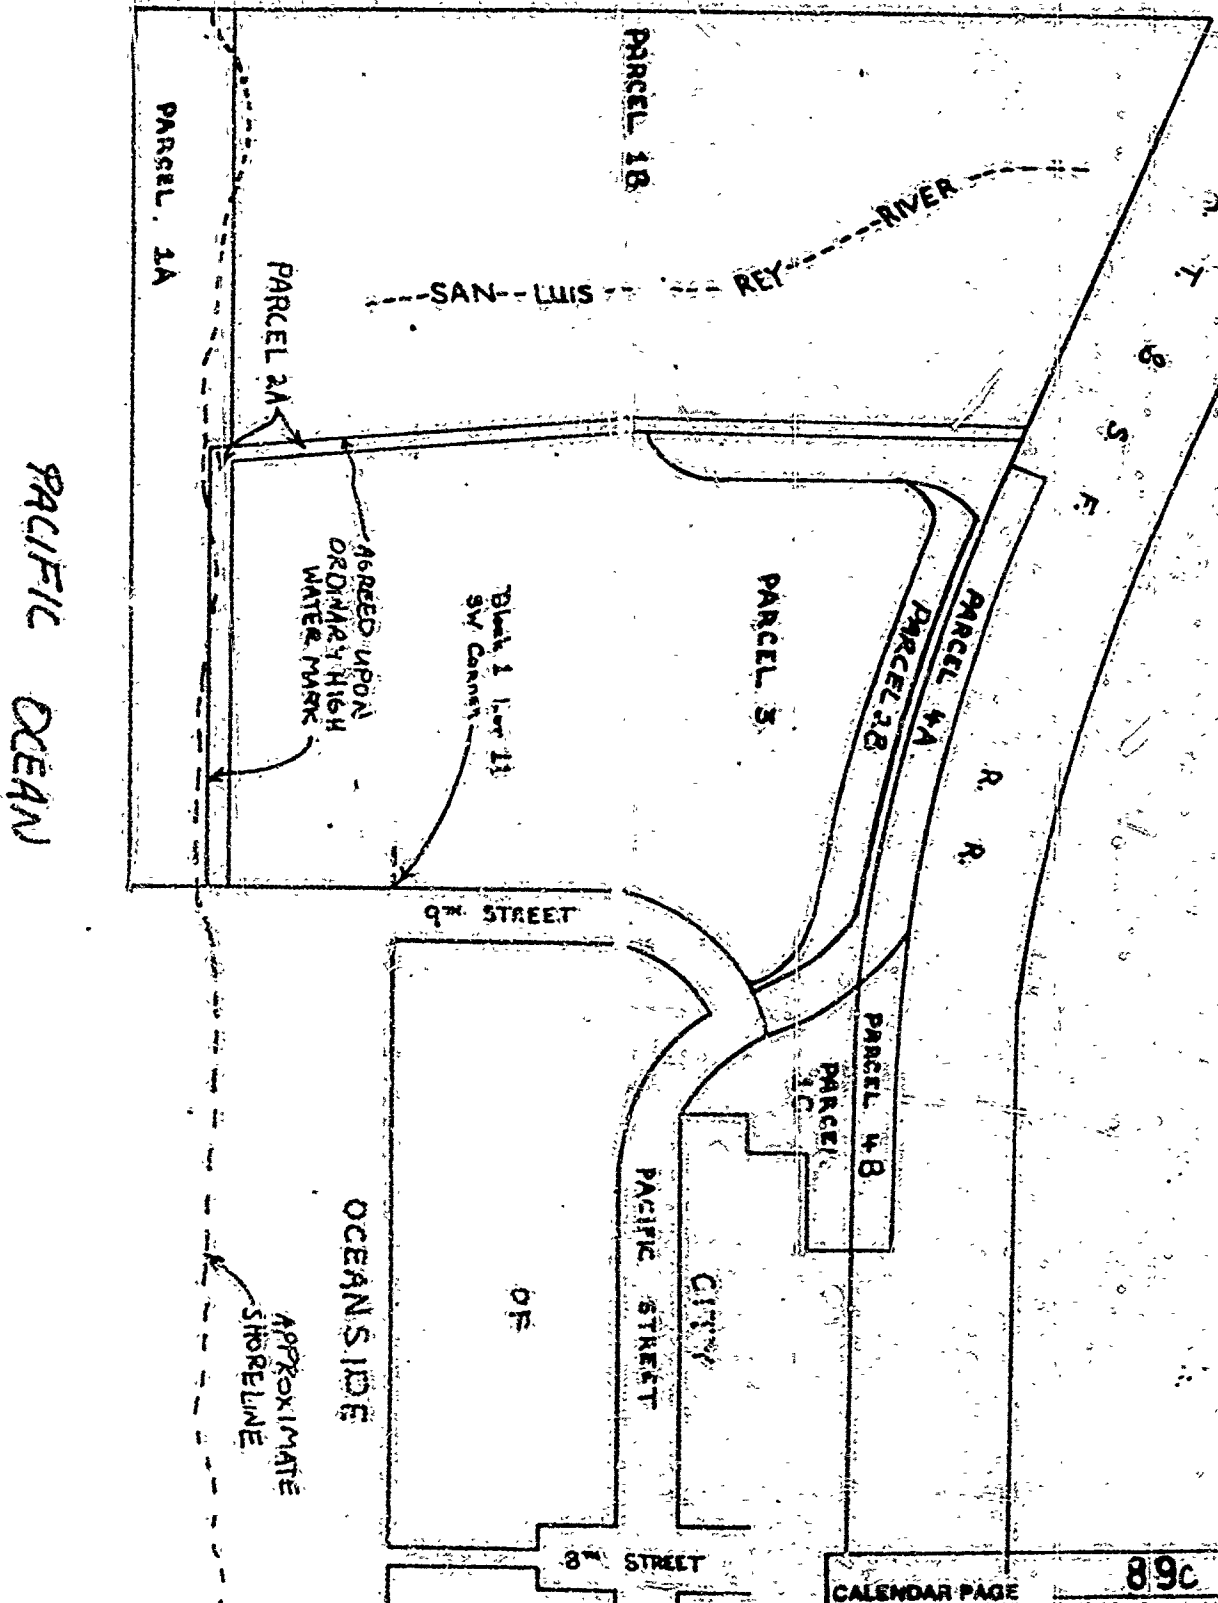 PARCEL 1B
PARCEL 1A
SAN LUIS REY RIVER
PARCEL 2A
A. T. & S. F. R. R.
AGREED UPON
ORDINARY HIGH
WATER MARK
Block 1 Lot 11
SW Corner
PARCEL 3
PARCEL 4A
PARCEL 2B
PACIFIC OCEAN
9TH STREET
PARCEL 4B
PARCEL
1C
PACIFIC STREET
CITY
OF
OCEANSIDE
APPROXIMATE
SHORELINE
8TH STREET
CALENDAR PAGE
89c